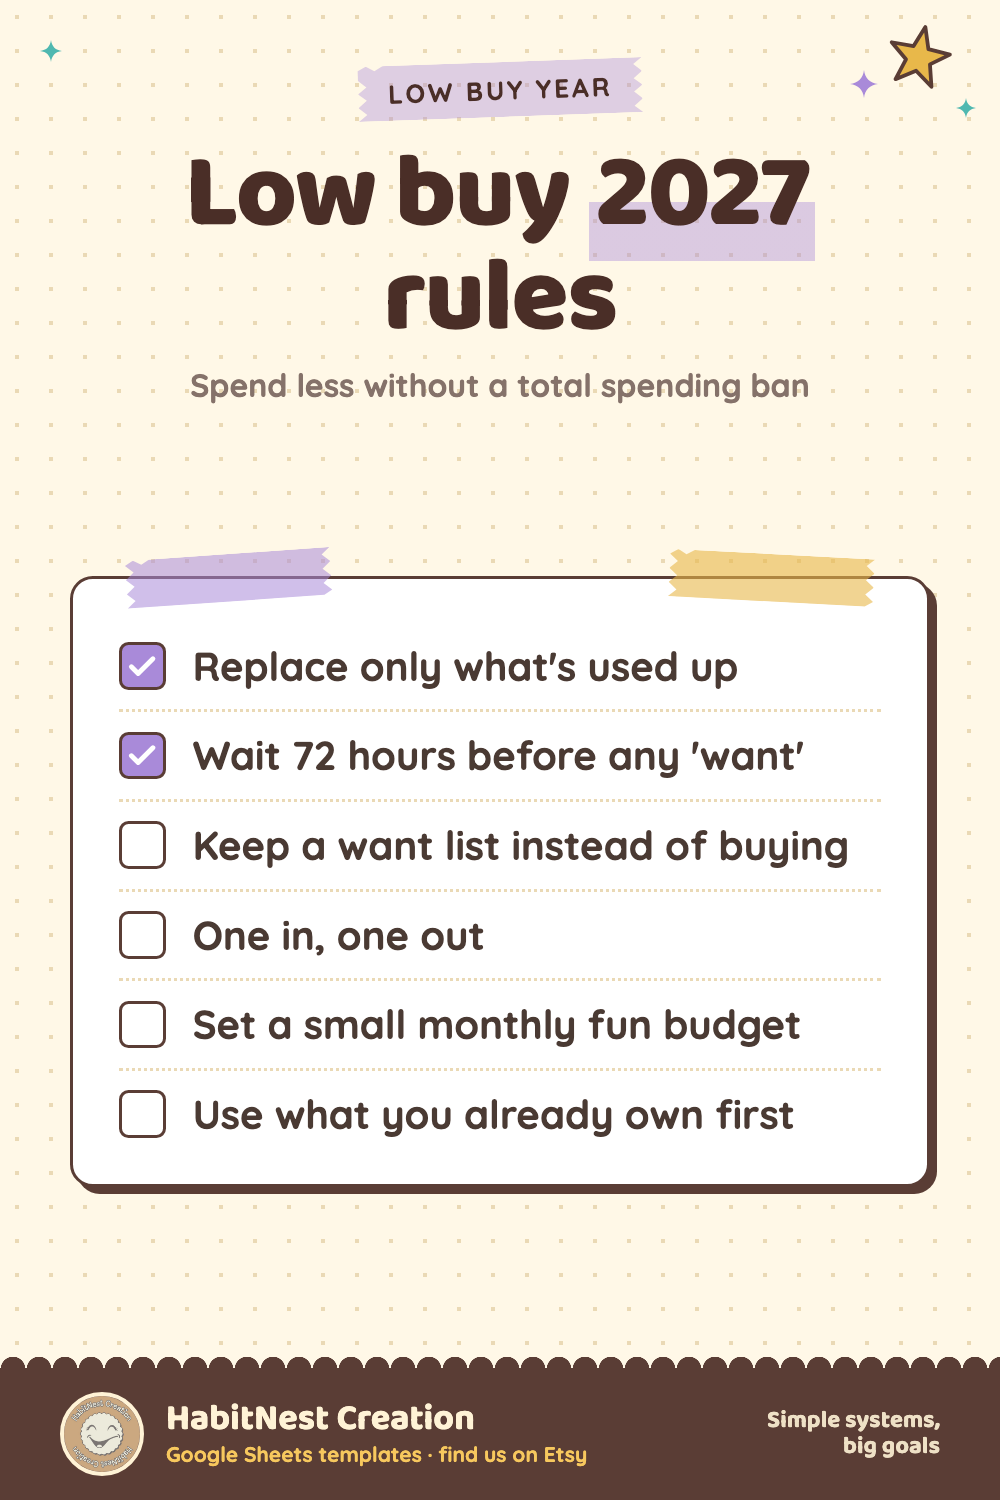 LOW BUY YEAR
Low buy 2027
rules
Spend less without a total spending ban
Replace only what's used up
Wait 72 hours before any 'want'
Keep a want list instead of buying
One in, one out
Set a small monthly fun budget
Use what you already own first
HabitNest Creation
HabitNest Creation
Google Sheets templates · find us on Etsy
Simple systems,
big goals